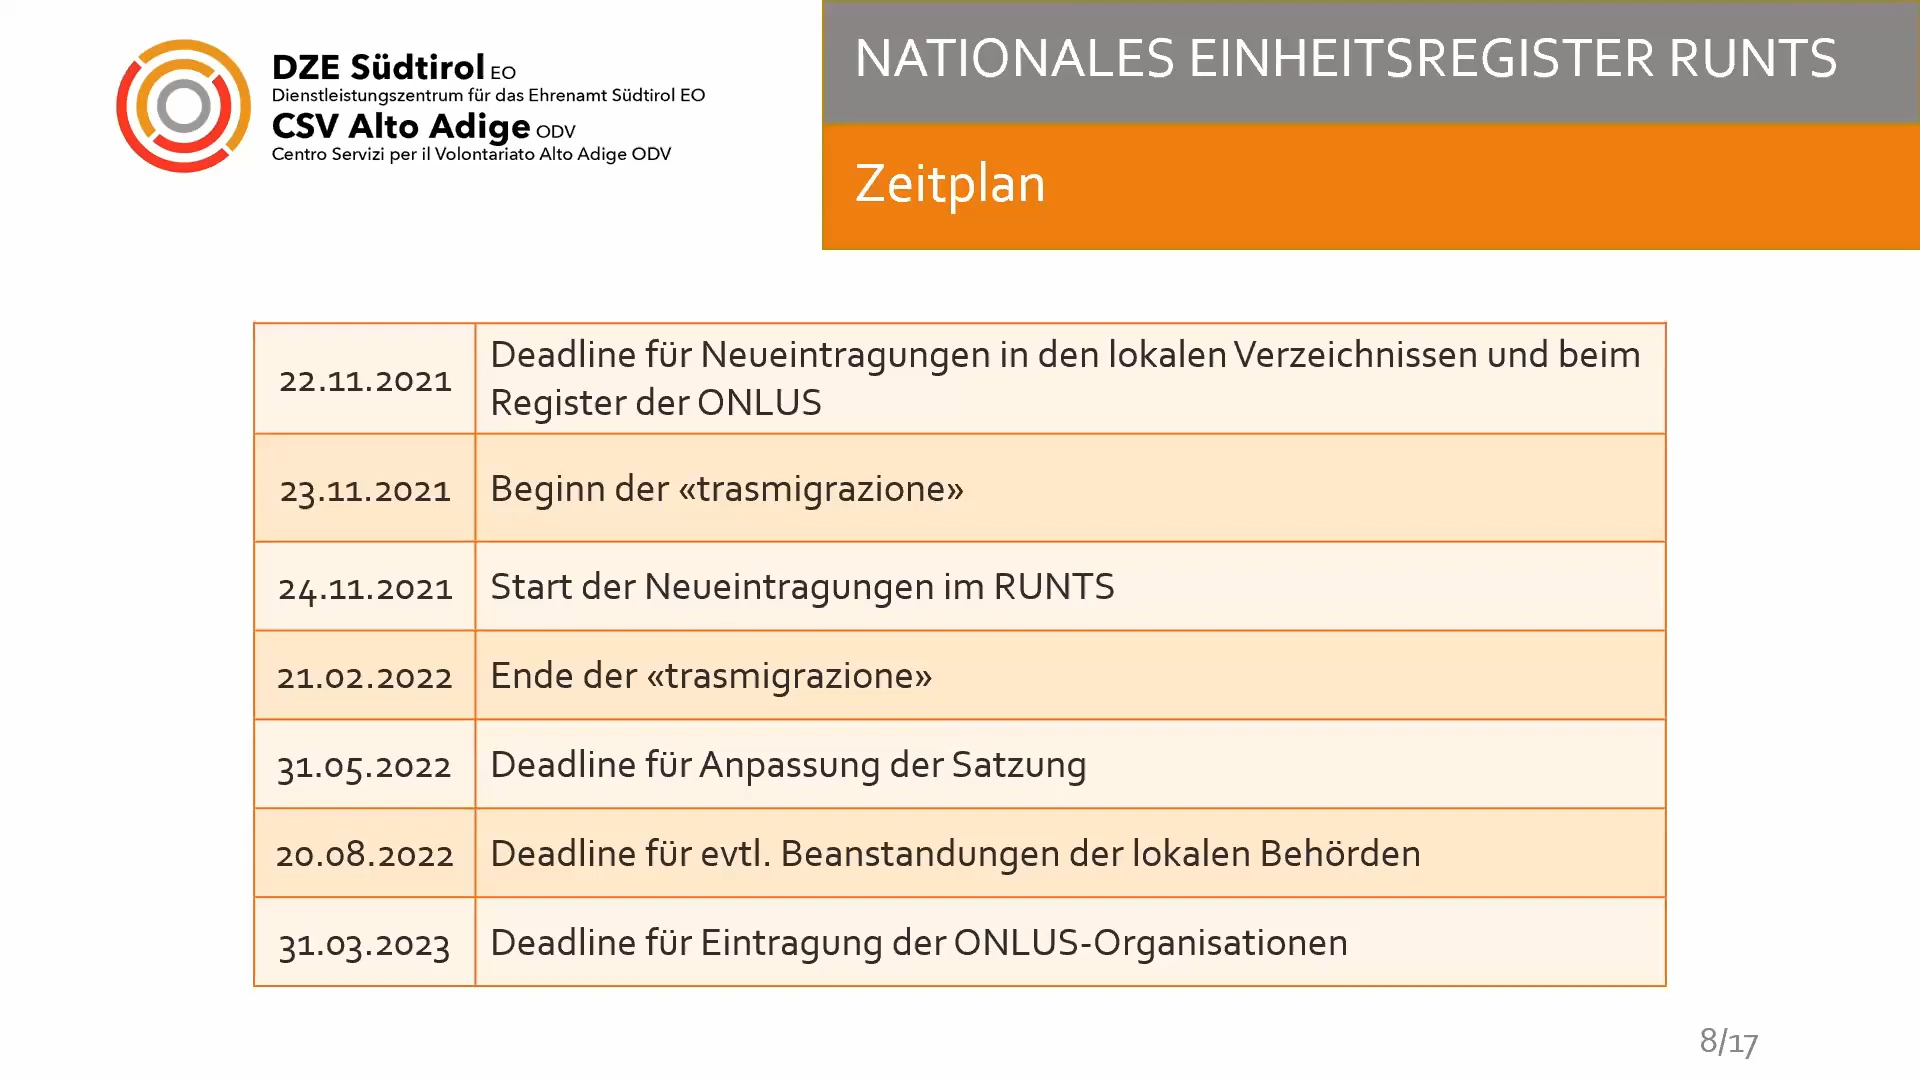 DZE Südtirol EO
Dienstleistungszentrum für das Ehrenamt Südtirol EO
CSV Alto Adige ODV
Centro Servizi per il Volontariato Alto Adige ODV
NATIONALES EINHEITSREGISTER RUNTS
Zeitplan
22.11.2021
Deadline für Neueintragungen in den lokalen Verzeichnissen und beim
Register der ONLUS
23.11.2021
Beginn der «trasmigrazione»
24.11.2021
Start der Neueintragungen im RUNTS
21.02.2022
Ende der «trasmigrazione»
31.05.2022
Deadline für Anpassung der Satzung
20.08.2022
Deadline für evtl. Beanstandungen der lokalen Behörden
31.03.2023
Deadline für Eintragung der ONLUS-Organisationen
8/17